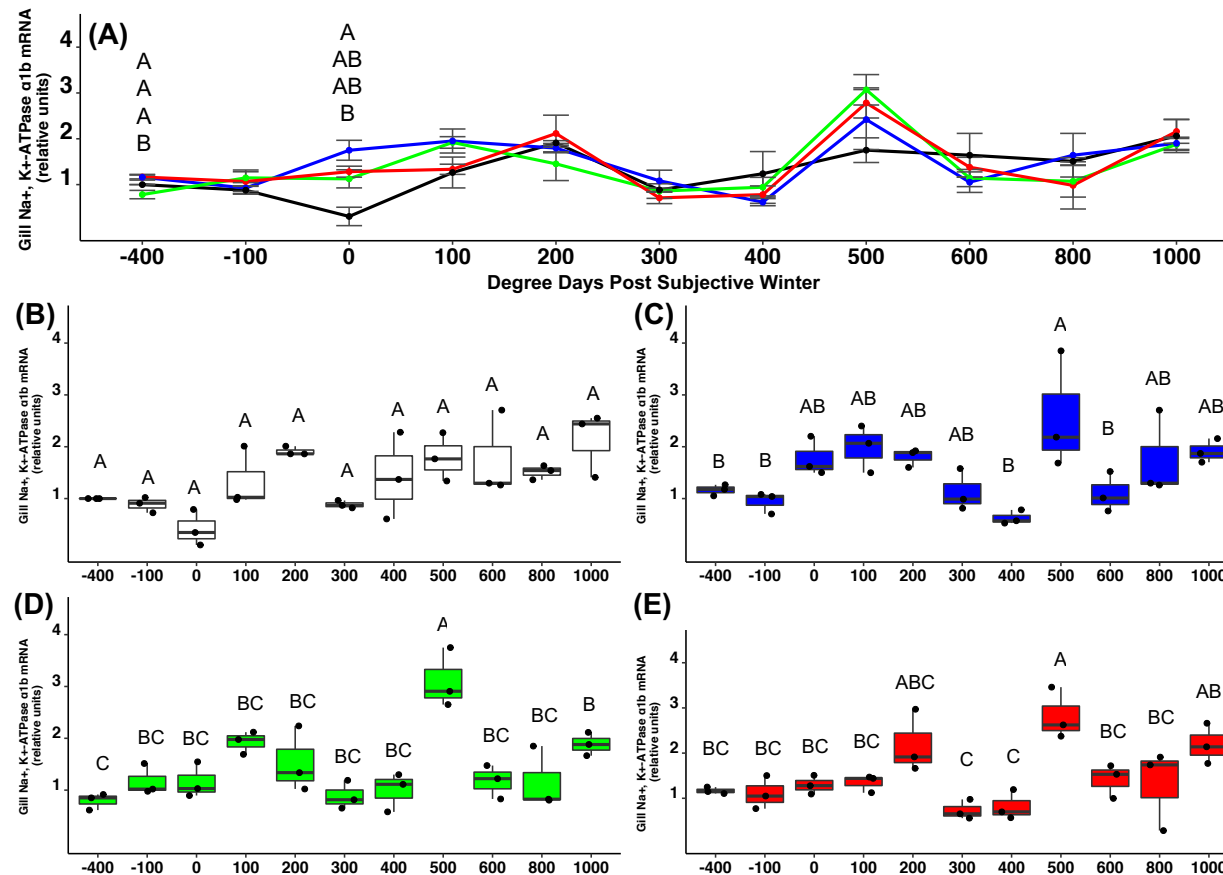 (A)
Gill Na+, K+-ATPase α1b mRNA
(relative units)
4
3
2
1
A
A
A
B
A
AB
AB
B
-400 -100 0 100 200 300 400 500 600 800 1000
Degree Days Post Subjective Winter
(B)
Gill Na+, K+-ATPase α1b mRNA
(relative units)
4
3
2
1
A A A A A A A A A A A
-400 -100 0 100 200 300 400 500 600 800 1000
(C)
Gill Na+, K+-ATPase α1b mRNA
(relative units)
4
3
2
1
B B AB AB AB AB B A B AB AB
-400 -100 0 100 200 300 400 500 600 800 1000
(D)
Gill Na+, K+-ATPase α1b mRNA
(relative units)
4
3
2
1
C BC BC BC BC BC BC A BC BC B
-400 -100 0 100 200 300 400 500 600 800 1000
(E)
Gill Na+, K+-ATPase α1b mRNA
(relative units)
4
3
2
1
BC BC BC BC ABC C C A BC BC AB
-400 -100 0 100 200 300 400 500 600 800 1000